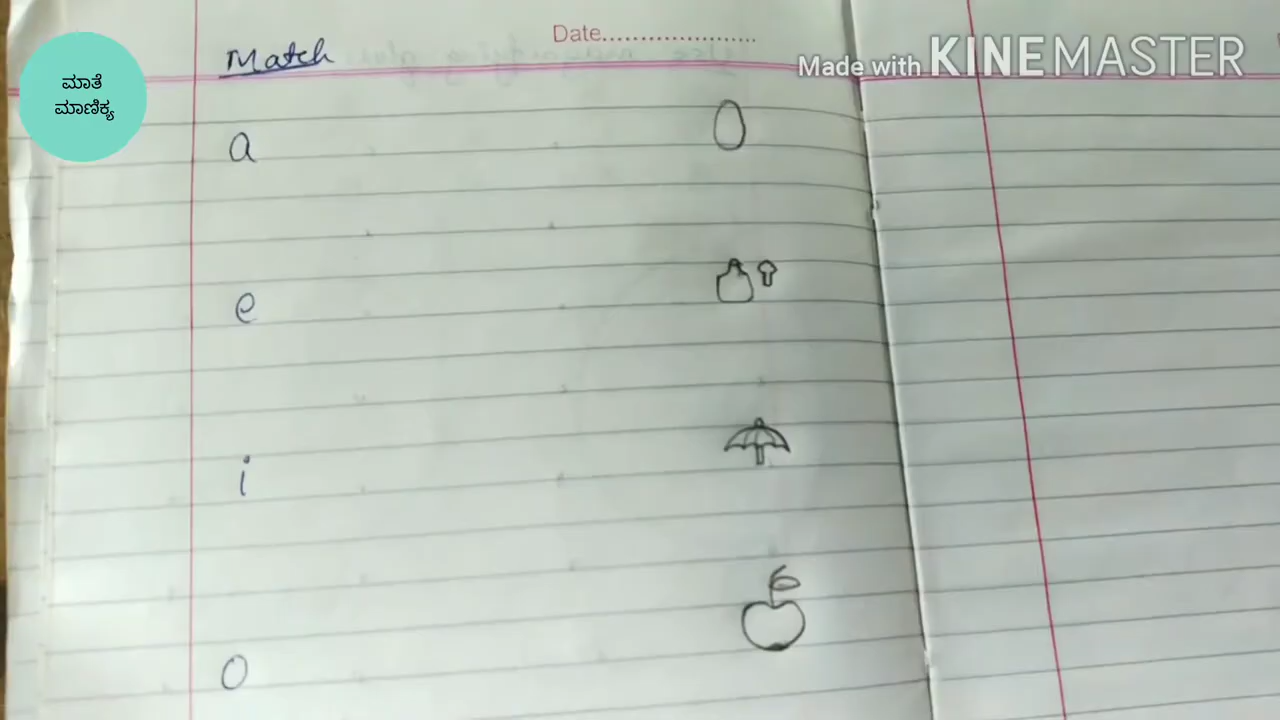 Date....................
Match
Made with KINEMASTER
ಮಾತೆ
ಮಾಣಿಕ್ಯ
a
e
i
o